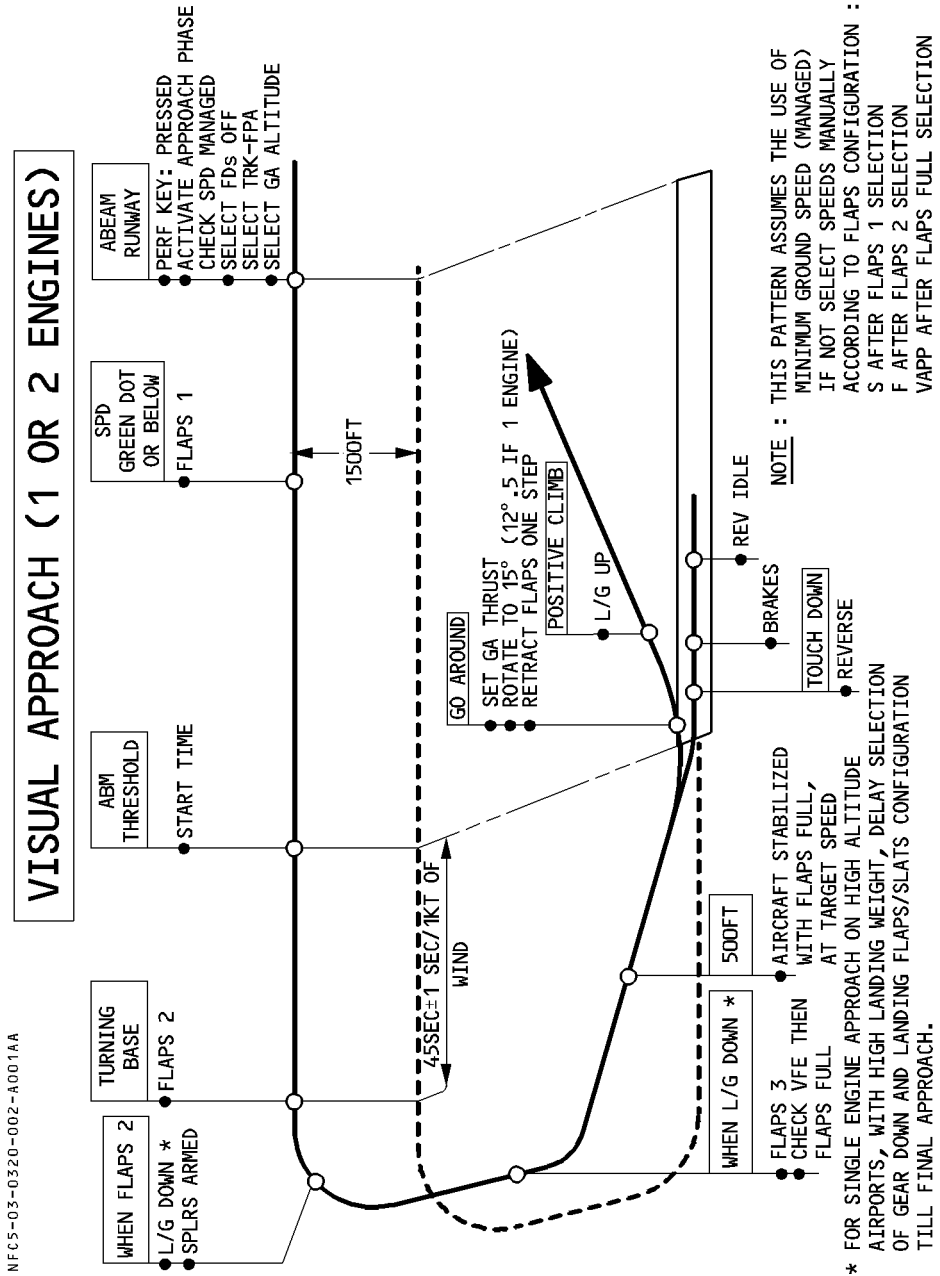 NFC5-03-0320-002-A001AA
VISUAL APPROACH (1 OR 2 ENGINES)
ABEAM
RUNWAY
PERF KEY: PRESSED
ACTIVATE APPROACH PHASE
CHECK SPD MANAGED
SELECT FDs OFF
SELECT TRK-FPA
SELECT GA ALTITUDE
SPD
GREEN DOT
OR BELOW
FLAPS 1
ABM
THRESHOLD
START TIME
TURNING
BASE
FLAPS 2
WHEN FLAPS 2
L/G DOWN *
SPLRS ARMED
1500FT
45SEC±1 SEC/1KT OF
WIND
GO AROUND
SET GA THRUST
ROTATE TO 15° (12°.5 IF 1 ENGINE)
RETRACT FLAPS ONE STEP
POSITIVE CLIMB
L/G UP
WHEN L/G DOWN *
FLAPS 3
CHECK VFE THEN
FLAPS FULL
500FT
AIRCRAFT STABILIZED
WITH FLAPS FULL,
AT TARGET SPEED
TOUCH DOWN
REVERSE
BRAKES
REV IDLE
NOTE : THIS PATTERN ASSUMES THE USE OF
MINIMUM GROUND SPEED (MANAGED)
IF NOT SELECT SPEEDS MANUALLY
ACCORDING TO FLAPS CONFIGURATION :
S AFTER FLAPS 1 SELECTION
F AFTER FLAPS 2 SELECTION
VAPP AFTER FLAPS FULL SELECTION
* FOR SINGLE ENGINE APPROACH ON HIGH ALTITUDE
AIRPORTS, WITH HIGH LANDING WEIGHT, DELAY SELECTION
OF GEAR DOWN AND LANDING FLAPS/SLATS CONFIGURATION
TILL FINAL APPROACH.